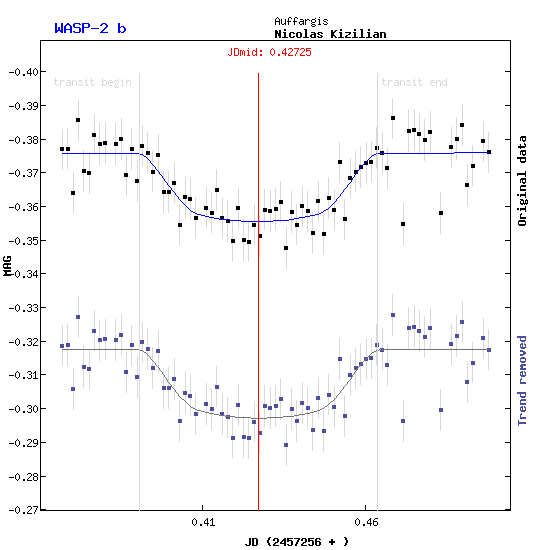 WASP-2 b
Auffargis
Nicolas Kizilian
JDmid: 0.42725
transit begin
transit end
-0.40
-0.39
-0.38
-0.37
-0.36
-0.35
-0.34
-0.33
-0.32
-0.31
-0.30
-0.29
-0.28
-0.27
MAG
Original data
Trend removed
0.41
0.46
JD (2457256 + )